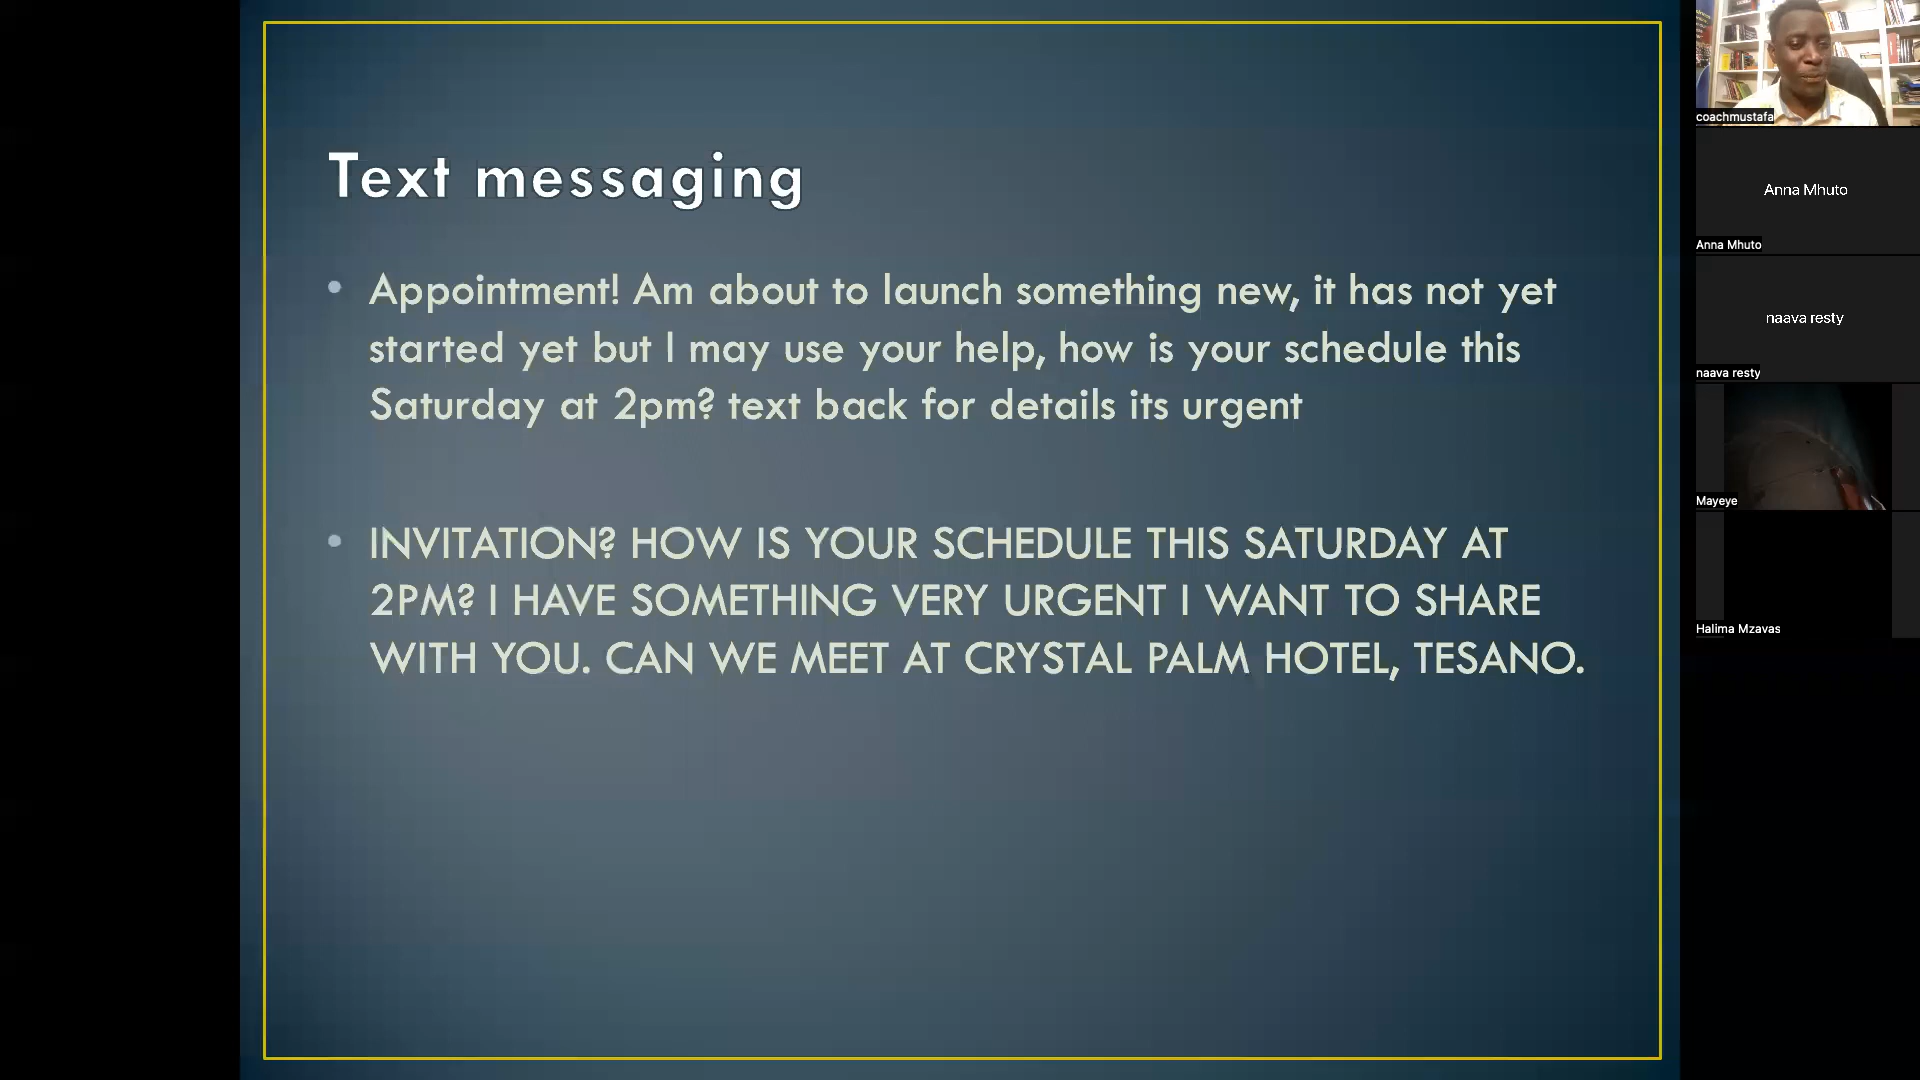 Text messaging
• Appointment! Am about to launch something new, it has not yet
started yet but I may use your help, how is your schedule this
Saturday at 2pm? text back for details its urgent
• INVITATION? HOW IS YOUR SCHEDULE THIS SATURDAY AT
2PM? I HAVE SOMETHING VERY URGENT I WANT TO SHARE
WITH YOU. CAN WE MEET AT CRYSTAL PALM HOTEL, TESANO.
coachmustafa
Anna Mhuto
Anna Mhuto
naava resty
naava resty
Mayeye
Halima Mzavas